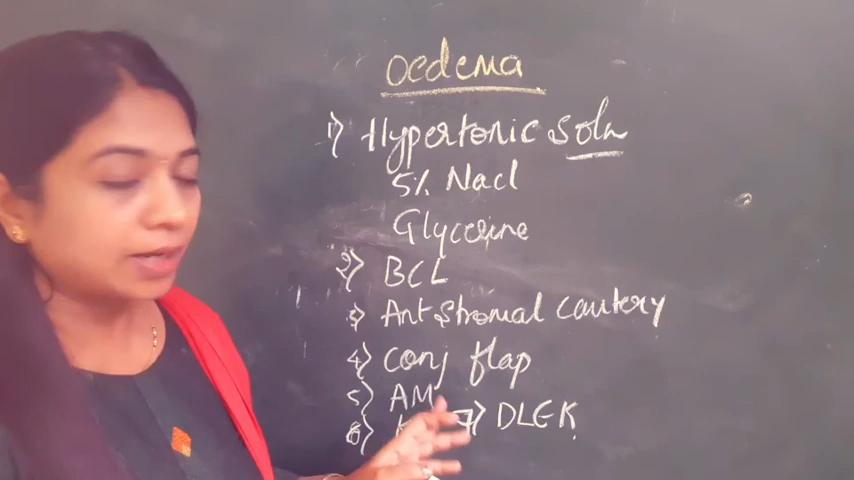 oedema
1) Hypertonic soln
5% Nacl
Glycerine
2) BCL
3) Ant stromal cautery
4) conj flap
5) AM
6) 7) DLEK